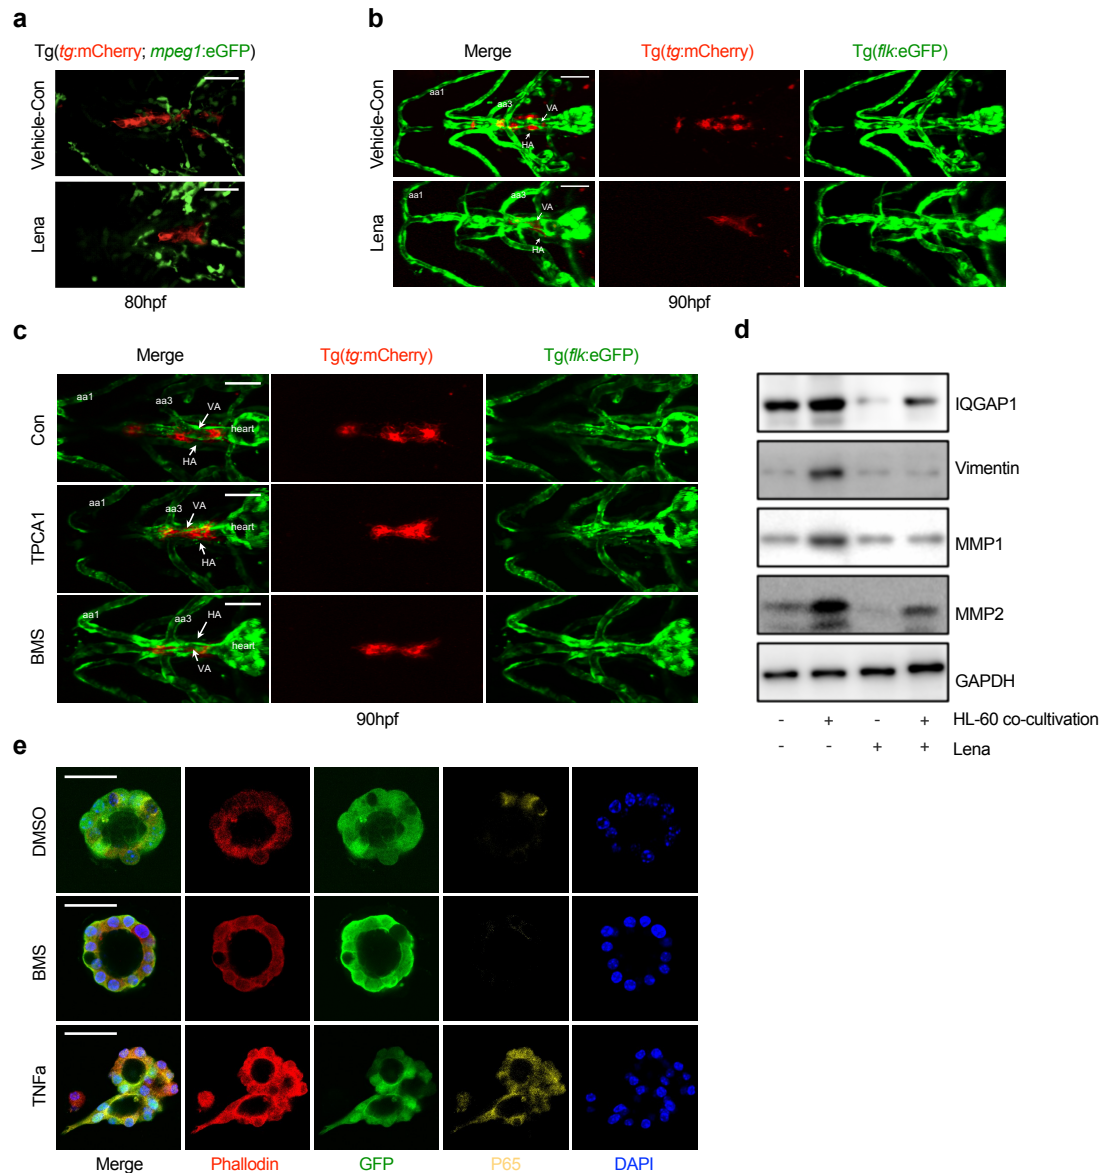 a
Tg(tg:mCherry; mpeg1:eGFP)
Vehicle-Con
Lena
80hpf
b
Merge
Tg(tg:mCherry)
Tg(flk:eGFP)
Vehicle-Con
aa1
aa3
VA
HA
Lena
aa1
aa3
VA
HA
90hpf
c
Merge
Tg(tg:mCherry)
Tg(flk:eGFP)
Con
aa1
aa3
VA
heart
HA
TPCA1
aa1
aa3
VA
heart
HA
BMS
aa1
aa3
HA
heart
VA
90hpf
d
IQGAP1
Vimentin
MMP1
MMP2
GAPDH
- + - + HL-60 co-cultivation
- - + + Lena
e
DMSO
BMS
TNFa
Merge
Phallodin
GFP
P65
DAPI